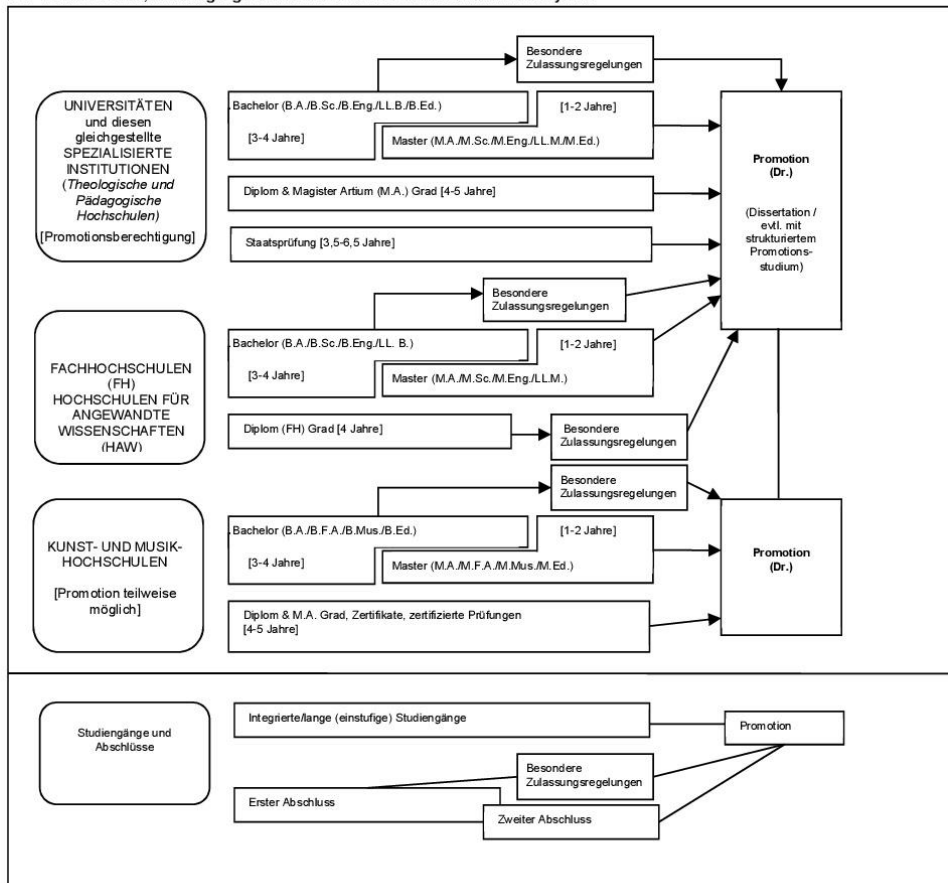 Besondere
Zulassungsregelungen
UNIVERSITÄTEN
und diesen
gleichgestellte
SPEZIALISIERTE
INSTITUTIONEN
(Theologische und
Pädagogische
Hochschulen)
[Promotionsberechtigung]
Bachelor (B.A./B.Sc./B.Eng./LL.B./B.Ed.)
[3-4 Jahre]
[1-2 Jahre]
Master (M.A./M.Sc./M.Eng./LL.M./M.Ed.)
Diplom & Magister Artium (M.A.) Grad [4-5 Jahre]
Staatsprüfung [3,5-6,5 Jahre]
Promotion
(Dr.)
(Dissertation /
evtl. mit
strukturiertem
Promotions-
studium)
Besondere
Zulassungsregelungen
FACHHOCHSCHULEN
(FH)
HOCHSCHULEN FÜR
ANGEWANDTE
WISSENSCHAFTEN
(HAW)
Bachelor (B.A./B.Sc./B.Eng./LL. B.)
[3-4 Jahre]
[1-2 Jahre]
Master (M.A./M.Sc./M.Eng./LL.M.)
Diplom (FH) Grad [4 Jahre]
Besondere
Zulassungsregelungen
Besondere
Zulassungsregelungen
KUNST- UND MUSIK-
HOCHSCHULEN
[Promotion teilweise
möglich]
Bachelor (B.A./B.F.A./B.Mus./B.Ed.)
[3-4 Jahre]
[1-2 Jahre]
Master (M.A./M.F.A./M.Mus./M.Ed.)
Diplom & M.A. Grad, Zertifikate, zertifizierte Prüfungen
[4-5 Jahre]
Promotion
(Dr.)
Studiengänge und
Abschlüsse
Integrierte/lange (einstufige) Studiengänge
Promotion
Besondere
Zulassungsregelungen
Erster Abschluss
Zweiter Abschluss